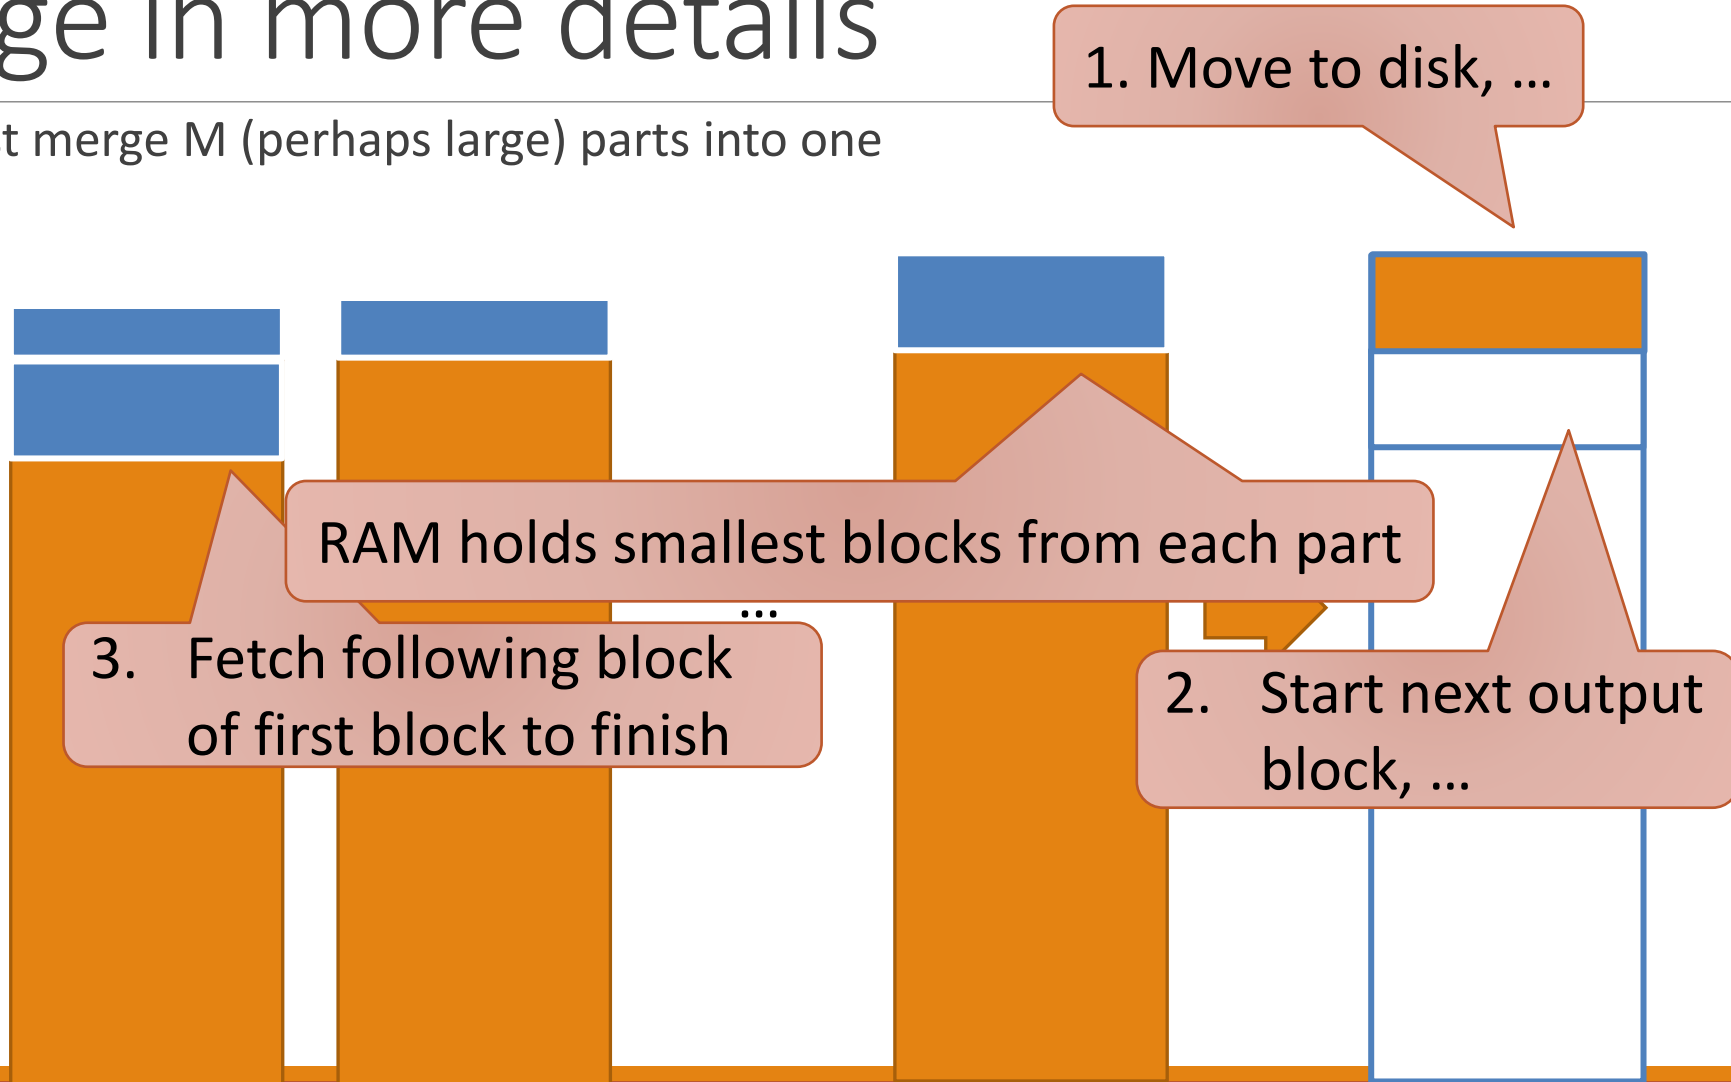 ge in more details
1. Move to disk, ...
t merge M (perhaps large) parts into one
RAM holds smallest blocks from each part
...
3. Fetch following block
of first block to finish
2. Start next output
block, ...